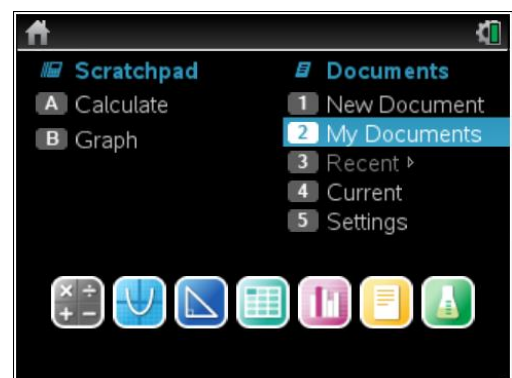 Scratchpad
A Calculate
B Graph
Documents
1 New Document
2 My Documents
3 Recent ▸
4 Current
5 Settings